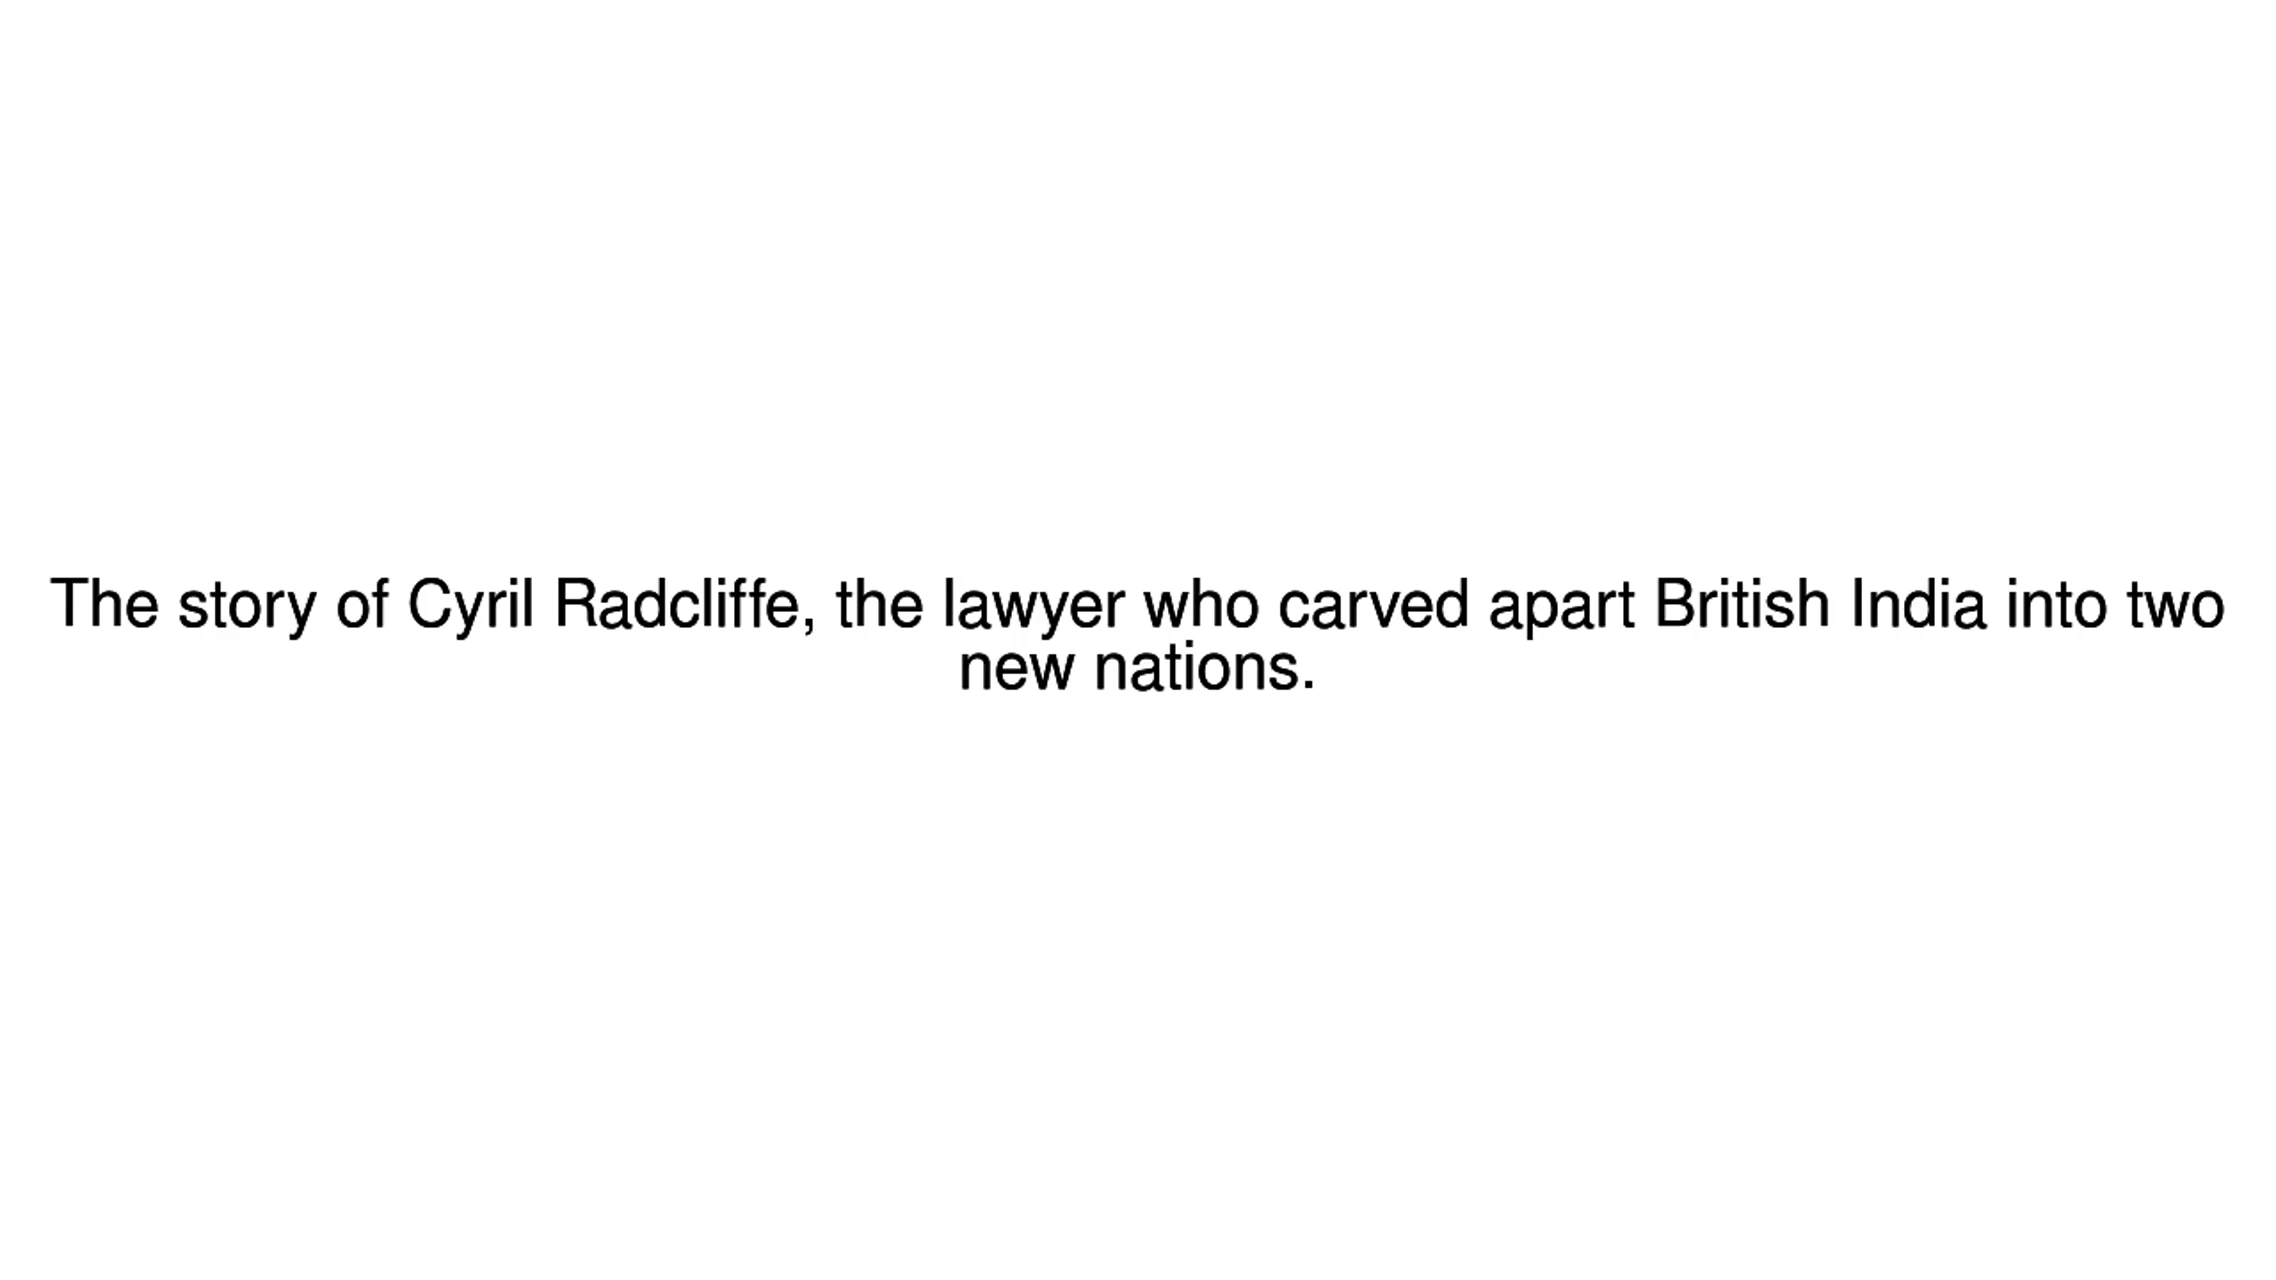 The story of Cyril Radcliffe, the lawyer who carved apart British India into two
new nations.